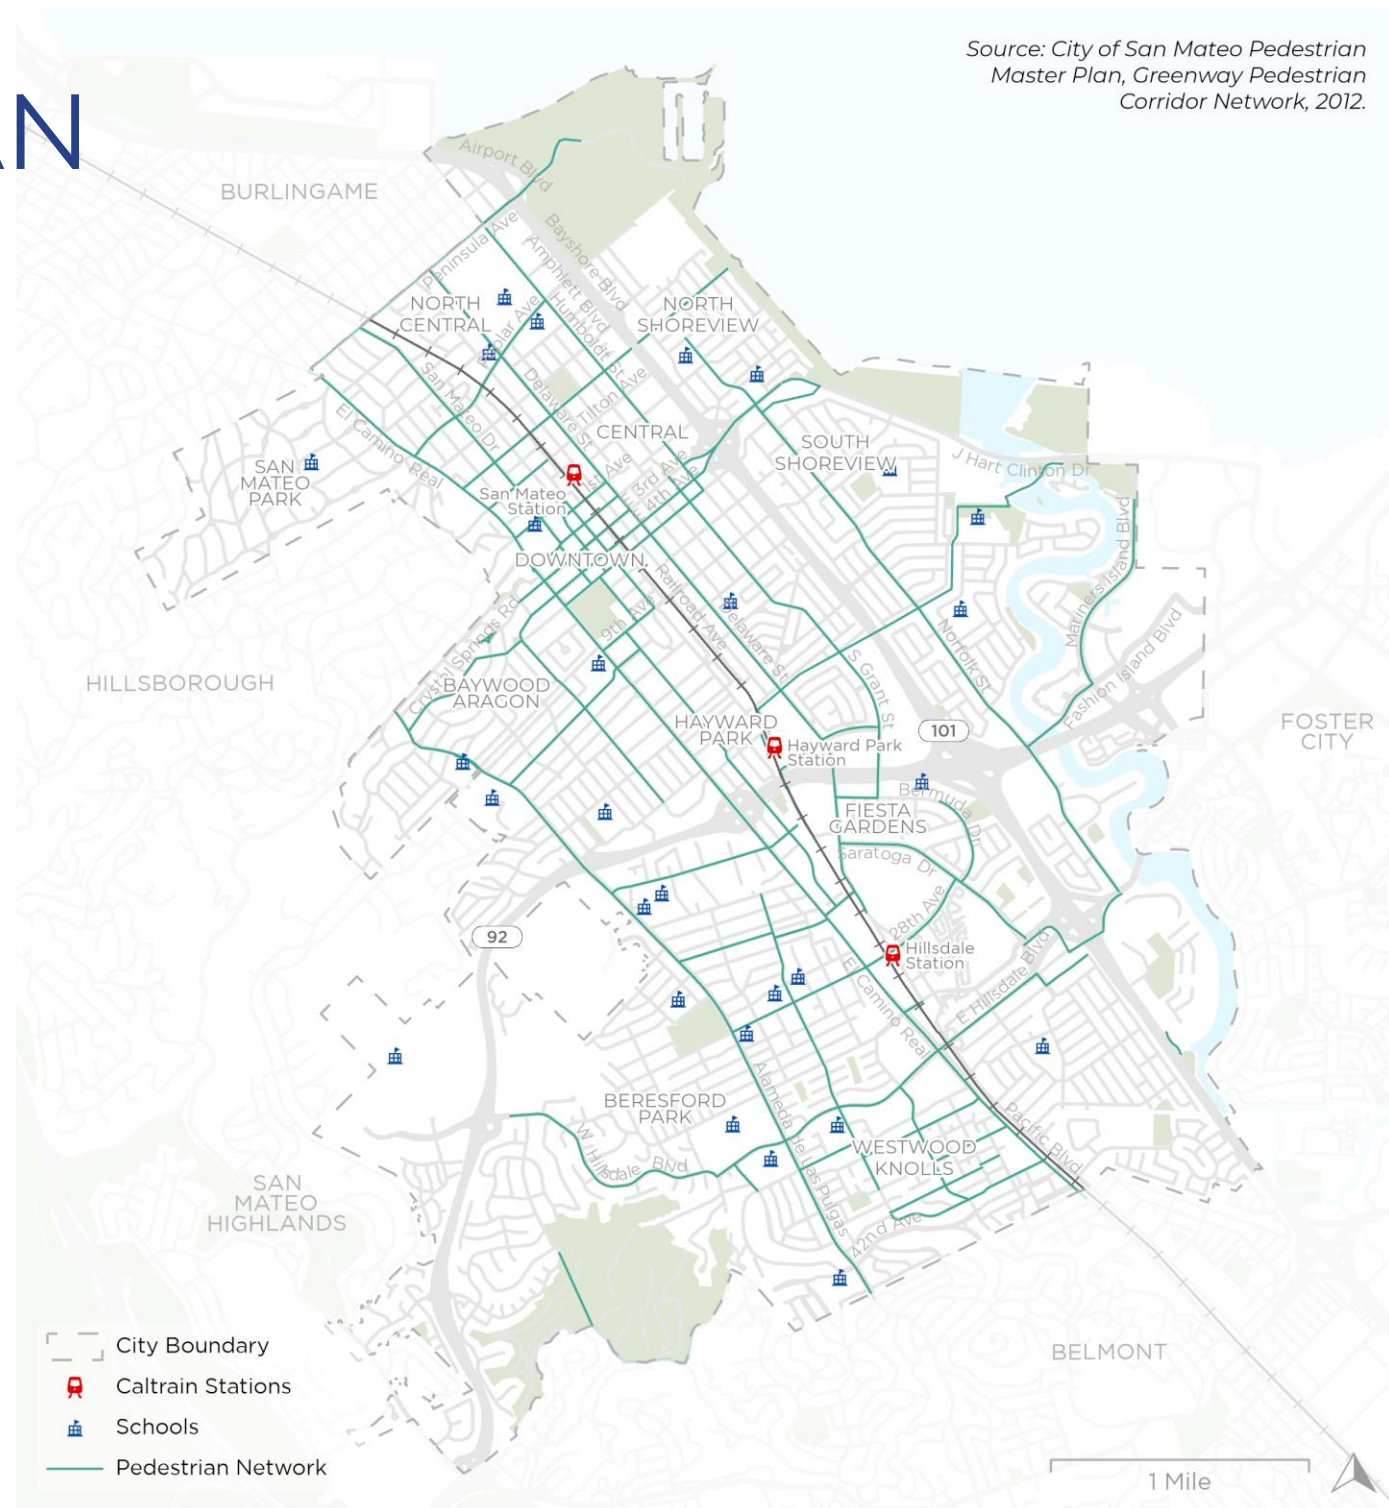 AN
Source: City of San Mateo Pedestrian
Master Plan, Greenway Pedestrian
Corridor Network, 2012.
BURLINGAME
Airport Blvd
Peninsula Ave
Bayshore Blvd
Amphlett Blvd
Humboldt St
NORTH
CENTRAL
NORTH
SHOREVIEW
Poplar Ave
San Mateo Dr
Delaware St
Tilton Ave
El Camino Real
CENTRAL
SOUTH
SHOREVIEW
J Hart Clinton Dr
SAN
MATEO
PARK
San Mateo
Station
1st Ave
3rd Ave
4th Ave
DOWNTOWN
Railroad Ave
9th Ave
Delaware St
Crystal Springs Rd
S Grant St
Norfolk St
Mariners Island Blvd
Fashion Island Blvd
HILLSBOROUGH
BAYWOOD
ARAGON
HAYWARD
PARK
Hayward Park
Station
101
FOSTER
CITY
Bermuda Dr
FIESTA
GARDENS
Saratoga Dr
28th Ave
92
Hillsdale
Station
E Hillsdale Blvd
El Camino Real
Alameda de Las Pulgas
BERESFORD
PARK
W Hillsdale Blvd
WESTWOOD
KNOLLS
Pacific Blvd
42nd Ave
SAN
MATEO
HIGHLANDS
BELMONT
City Boundary
Caltrain Stations
Schools
Pedestrian Network
1 Mile